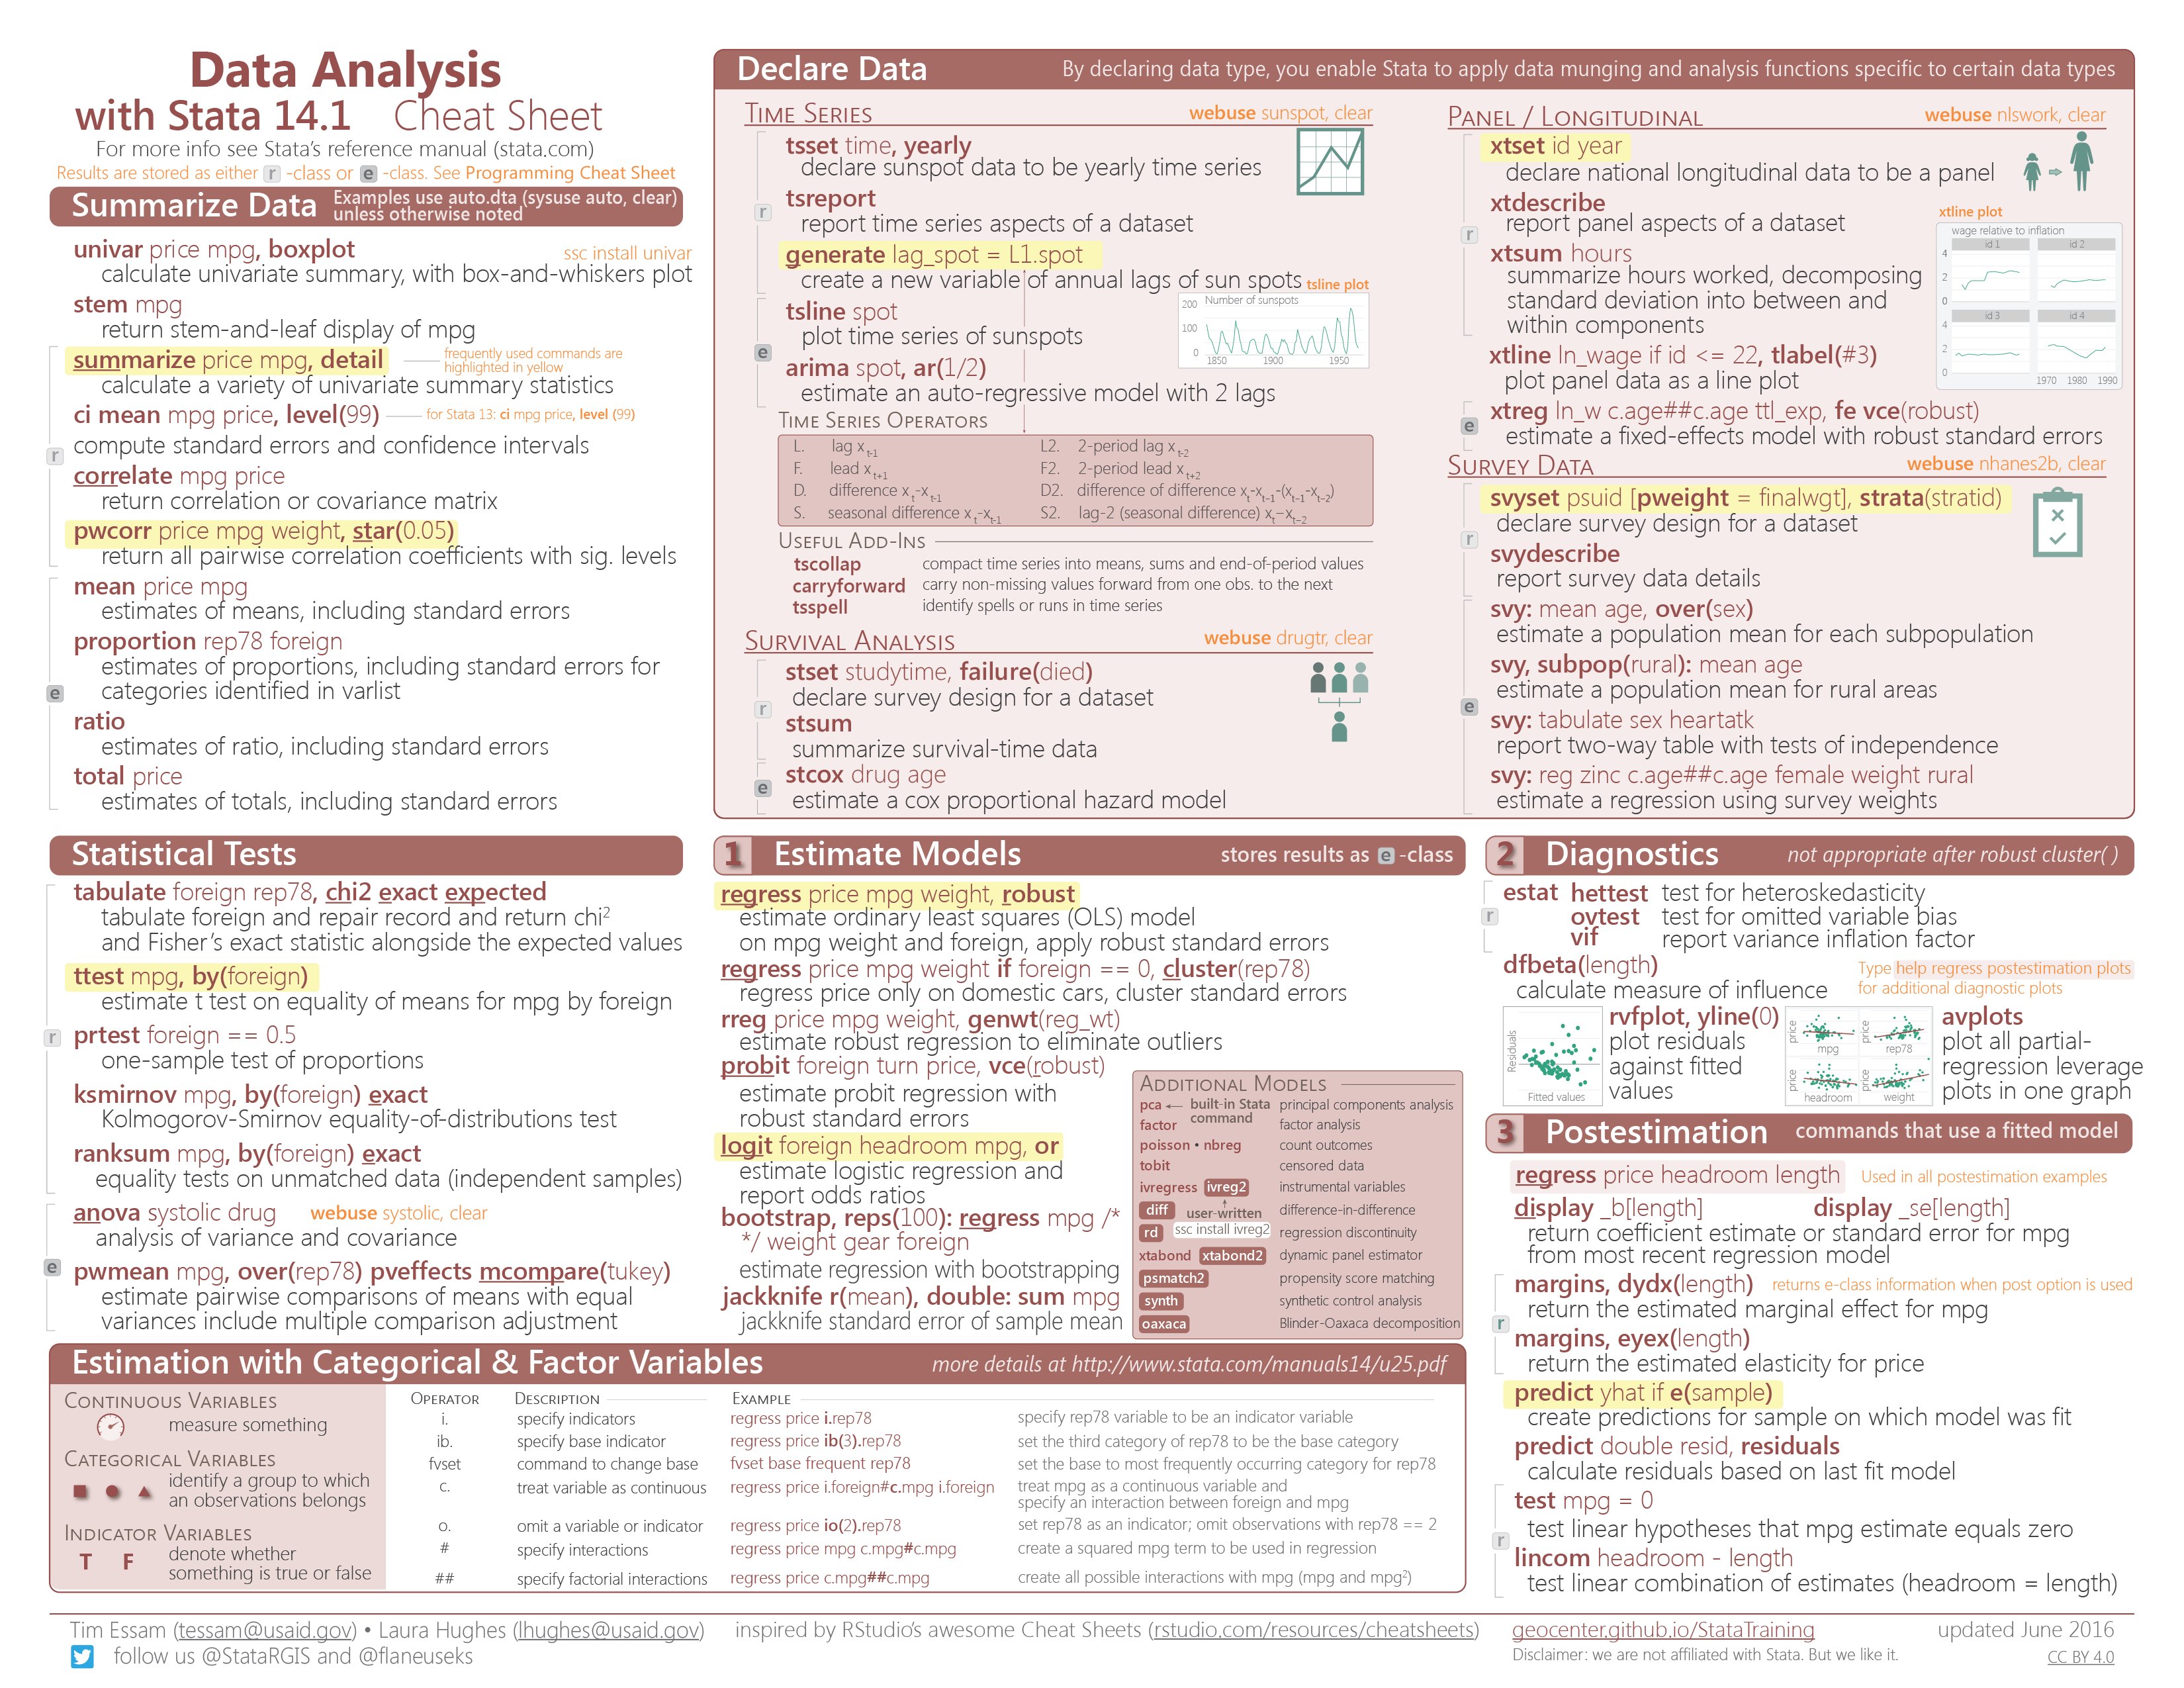 Data Analysis
with Stata 14.1 Cheat Sheet
For more info see Stata's reference manual (stata.com)
Results are stored as either r -class or e -class. See Programming Cheat Sheet
Summarize Data Examples use auto.dta (sysuse auto, clear)
unless otherwise noted
univar price mpg, boxplot ssc install univar
calculate univariate summary, with box-and-whiskers plot
stem mpg
return stem-and-leaf display of mpg
summarize price mpg, detail frequently used commands are
highlighted in yellow
calculate a variety of univariate summary statistics
ci mean mpg price, level(99) for Stata 13: ci mpg price, level (99)
r compute standard errors and confidence intervals
correlate mpg price
return correlation or covariance matrix
pwcorr price mpg weight, star(0.05)
return all pairwise correlation coefficients with sig. levels
mean price mpg
estimates of means, including standard errors
proportion rep78 foreign
estimates of proportions, including standard errors for
e categories identified in varlist
ratio
estimates of ratio, including standard errors
total price
estimates of totals, including standard errors
Declare Data By declaring data type, you enable Stata to apply data munging and analysis functions specific to certain data types
TIME SERIES webuse sunspot, clear
tsset time, yearly
declare sunspot data to be yearly time series
tsreport
r
report time series aspects of a dataset
generate lag_spot = L1.spot
create a new variable of annual lags of sun spots
tsline plot
Number of sunspots
200
100
0
1850 1900 1950
tsline spot
plot time series of sunspots
e
arima spot, ar(1/2)
estimate an auto-regressive model with 2 lags
TIME SERIES OPERATORS
L. lag x t-1 L2. 2-period lag x t-2
F. lead x t+1 F2. 2-period lead x t+2
D. difference x t-x t-1 D2. difference of difference xt-xt−1-(xt−1-xt−2)
S. seasonal difference x t-xt-1 S2. lag-2 (seasonal difference) xt−xt−2
USEFUL ADD-INS
tscollap compact time series into means, sums and end-of-period values
carryforward carry non-missing values forward from one obs. to the next
tsspell identify spells or runs in time series
SURVIVAL ANALYSIS webuse drugtr, clear
stset studytime, failure(died)
declare survey design for a dataset
r
stsum
summarize survival-time data
stcox drug age
e
estimate a cox proportional hazard model
PANEL / LONGITUDINAL webuse nlswork, clear
xtset id year
declare national longitudinal data to be a panel
xtdescribe
report panel aspects of a dataset
r
xtsum hours
summarize hours worked, decomposing
standard deviation into between and
within components
xtline plot
wage relative to inflation
id 1 id 2
4
2
0
id 3 id 4
4
2
0
1970 1980 1990
xtline ln_wage if id <= 22, tlabel(#3)
plot panel data as a line plot
xtreg ln_w c.age##c.age ttl_exp, fe vce(robust)
e
estimate a fixed-effects model with robust standard errors
SURVEY DATA webuse nhanes2b, clear
svyset psuid [pweight = finalwgt], strata(stratid)
declare survey design for a dataset
r
svydescribe
report survey data details
svy: mean age, over(sex)
estimate a population mean for each subpopulation
svy, subpop(rural): mean age
estimate a population mean for rural areas
e
svy: tabulate sex heartatk
report two-way table with tests of independence
svy: reg zinc c.age##c.age female weight rural
estimate a regression using survey weights
Statistical Tests
tabulate foreign rep78, chi2 exact expected
tabulate foreign and repair record and return chi2
and Fisher's exact statistic alongside the expected values
ttest mpg, by(foreign)
estimate t test on equality of means for mpg by foreign
r prtest foreign == 0.5
one-sample test of proportions
ksmirnov mpg, by(foreign) exact
Kolmogorov-Smirnov equality-of-distributions test
ranksum mpg, by(foreign) exact
equality tests on unmatched data (independent samples)
anova systolic drug webuse systolic, clear
analysis of variance and covariance
e pwmean mpg, over(rep78) pveffects mcompare(tukey)
estimate pairwise comparisons of means with equal
variances include multiple comparison adjustment
1 Estimate Models stores results as e -class
regress price mpg weight, robust
estimate ordinary least squares (OLS) model
on mpg weight and foreign, apply robust standard errors
regress price mpg weight if foreign == 0, cluster(rep78)
regress price only on domestic cars, cluster standard errors
rreg price mpg weight, genwt(reg_wt)
estimate robust regression to eliminate outliers
probit foreign turn price, vce(robust)
estimate probit regression with
robust standard errors
logit foreign headroom mpg, or
estimate logistic regression and
report odds ratios
bootstrap, reps(100): regress mpg /*
*/ weight gear foreign
estimate regression with bootstrapping
jackknife r(mean), double: sum mpg
jackknife standard error of sample mean
ADDITIONAL MODELS
pca built-in Stata principal components analysis
factor command factor analysis
poisson • nbreg count outcomes
tobit censored data
ivregress ivreg2 instrumental variables
diff user-written difference-in-difference
rd ssc install ivreg2 regression discontinuity
xtabond xtabond2 dynamic panel estimator
psmatch2 propensity score matching
synth synthetic control analysis
oaxaca Blinder-Oaxaca decomposition
2 Diagnostics not appropriate after robust cluster( )
estat hettest test for heteroskedasticity
r ovtest test for omitted variable bias
vif report variance inflation factor
dfbeta(length)
calculate measure of influence
Type help regress postestimation plots
for additional diagnostic plots
Residuals
Fitted values
rvfplot, yline(0)
plot residuals
against fitted
values
price mpg price rep78
price headroom price weight
avplots
plot all partial-
regression leverage
plots in one graph
3 Postestimation commands that use a fitted model
regress price headroom length Used in all postestimation examples
display _b[length] display _se[length]
return coefficient estimate or standard error for mpg
from most recent regression model
margins, dydx(length) returns e-class information when post option is used
return the estimated marginal effect for mpg
r
margins, eyex(length)
return the estimated elasticity for price
predict yhat if e(sample)
create predictions for sample on which model was fit
predict double resid, residuals
calculate residuals based on last fit model
test mpg = 0
test linear hypotheses that mpg estimate equals zero
r
lincom headroom - length
test linear combination of estimates (headroom = length)
Estimation with Categorical & Factor Variables more details at http://www.stata.com/manuals14/u25.pdf
CONTINUOUS VARIABLES
measure something
CATEGORICAL VARIABLES
identify a group to which
an observations belongs
INDICATOR VARIABLES
T F denote whether
something is true or false
OPERATOR DESCRIPTION EXAMPLE
i. specify indicators regress price i.rep78 specify rep78 variable to be an indicator variable
ib. specify base indicator regress price ib(3).rep78 set the third category of rep78 to be the base category
fvset command to change base fvset base frequent rep78 set the base to most frequently occurring category for rep78
c. treat variable as continuous regress price i.foreign#c.mpg i.foreign treat mpg as a continuous variable and
specify an interaction between foreign and mpg
o. omit a variable or indicator regress price io(2).rep78 set rep78 as an indicator; omit observations with rep78 == 2
# specify interactions regress price mpg c.mpg#c.mpg create a squared mpg term to be used in regression
## specify factorial interactions regress price c.mpg##c.mpg create all possible interactions with mpg (mpg and mpg2)
Tim Essam (tessam@usaid.gov) • Laura Hughes (lhughes@usaid.gov) inspired by RStudio's awesome Cheat Sheets (rstudio.com/resources/cheatsheets) geocenter.github.io/StataTraining updated June 2016
follow us @StataRGIS and @flaneuseks Disclaimer: we are not affiliated with Stata. But we like it. CC BY 4.0